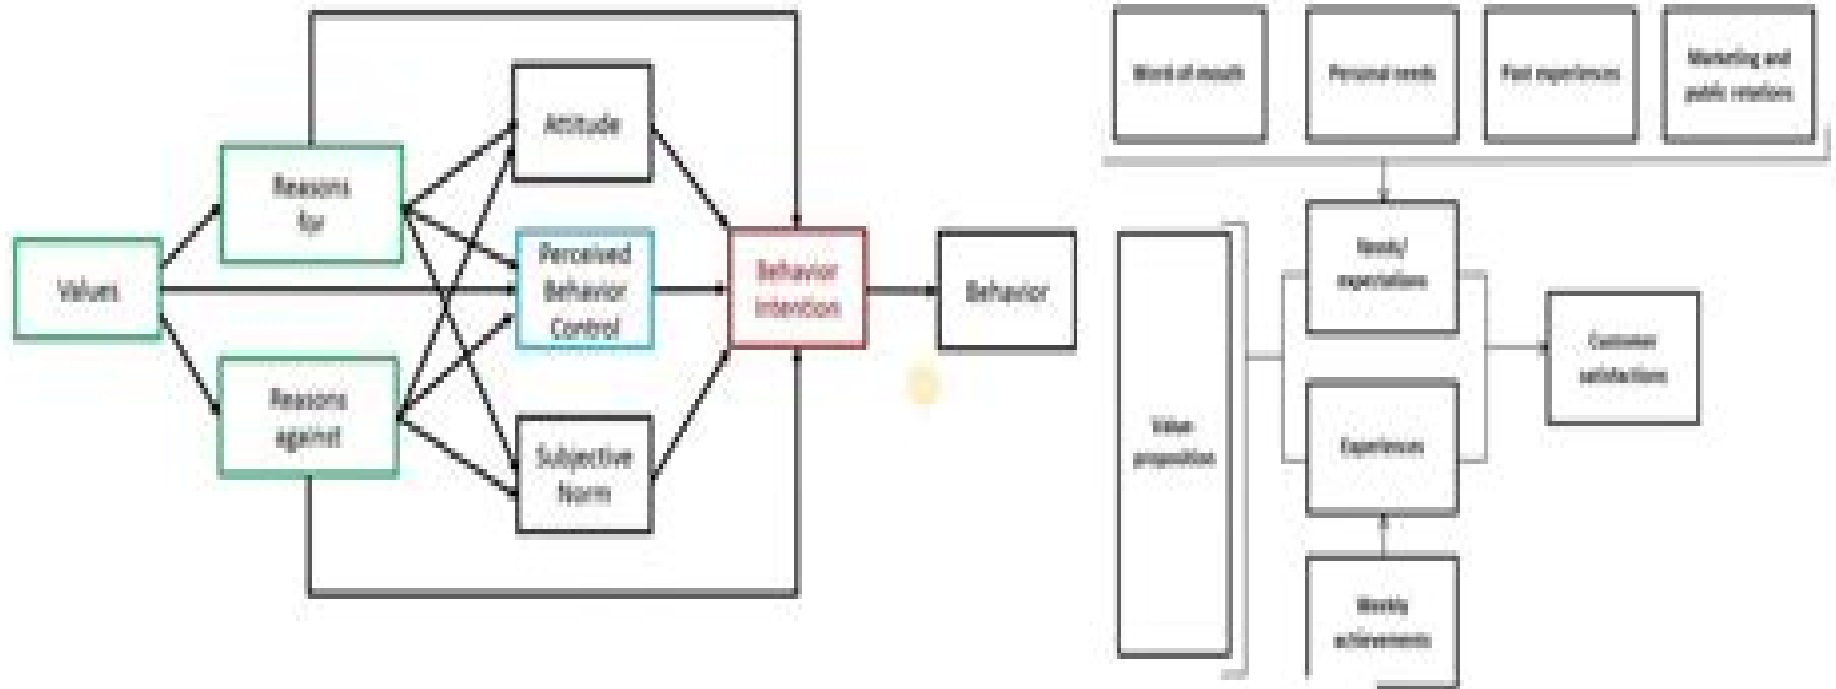 Reasons
for
Values
Reasons
against
Attitude
Perceived
Behavior
Control
Subjective
Norm
Behavior
Intention
Behavior
Word of mouth
Personal needs
Past experiences
Marketing and
public relations
Needs/
expectations
Value
proposition
Experiences
Customer
satisfactions
Weekly
achievements